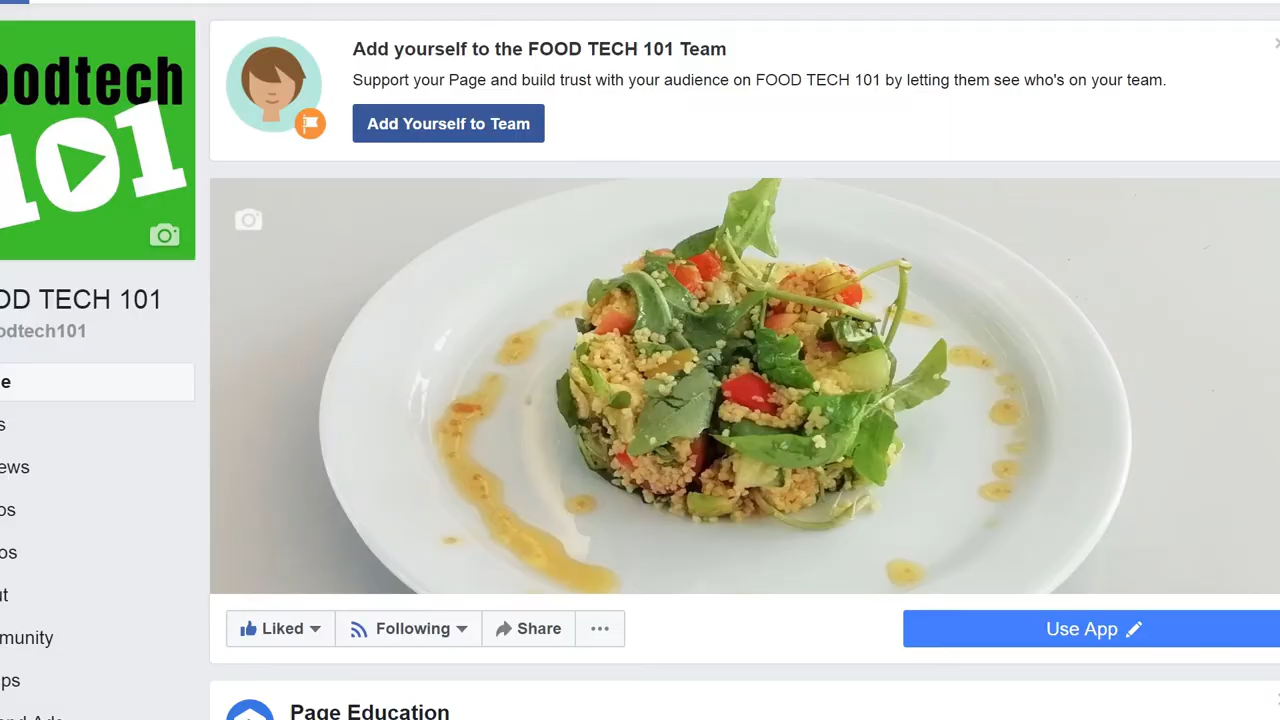 oodtech
101
OD TECH 101
odtech101
e
s
ews
os
os
ut
munity
ps
Add yourself to the FOOD TECH 101 Team
Support your Page and build trust with your audience on FOOD TECH 101 by letting them see who's on your team.
Add Yourself to Team
Liked Following Share ...
Use App
Page Education